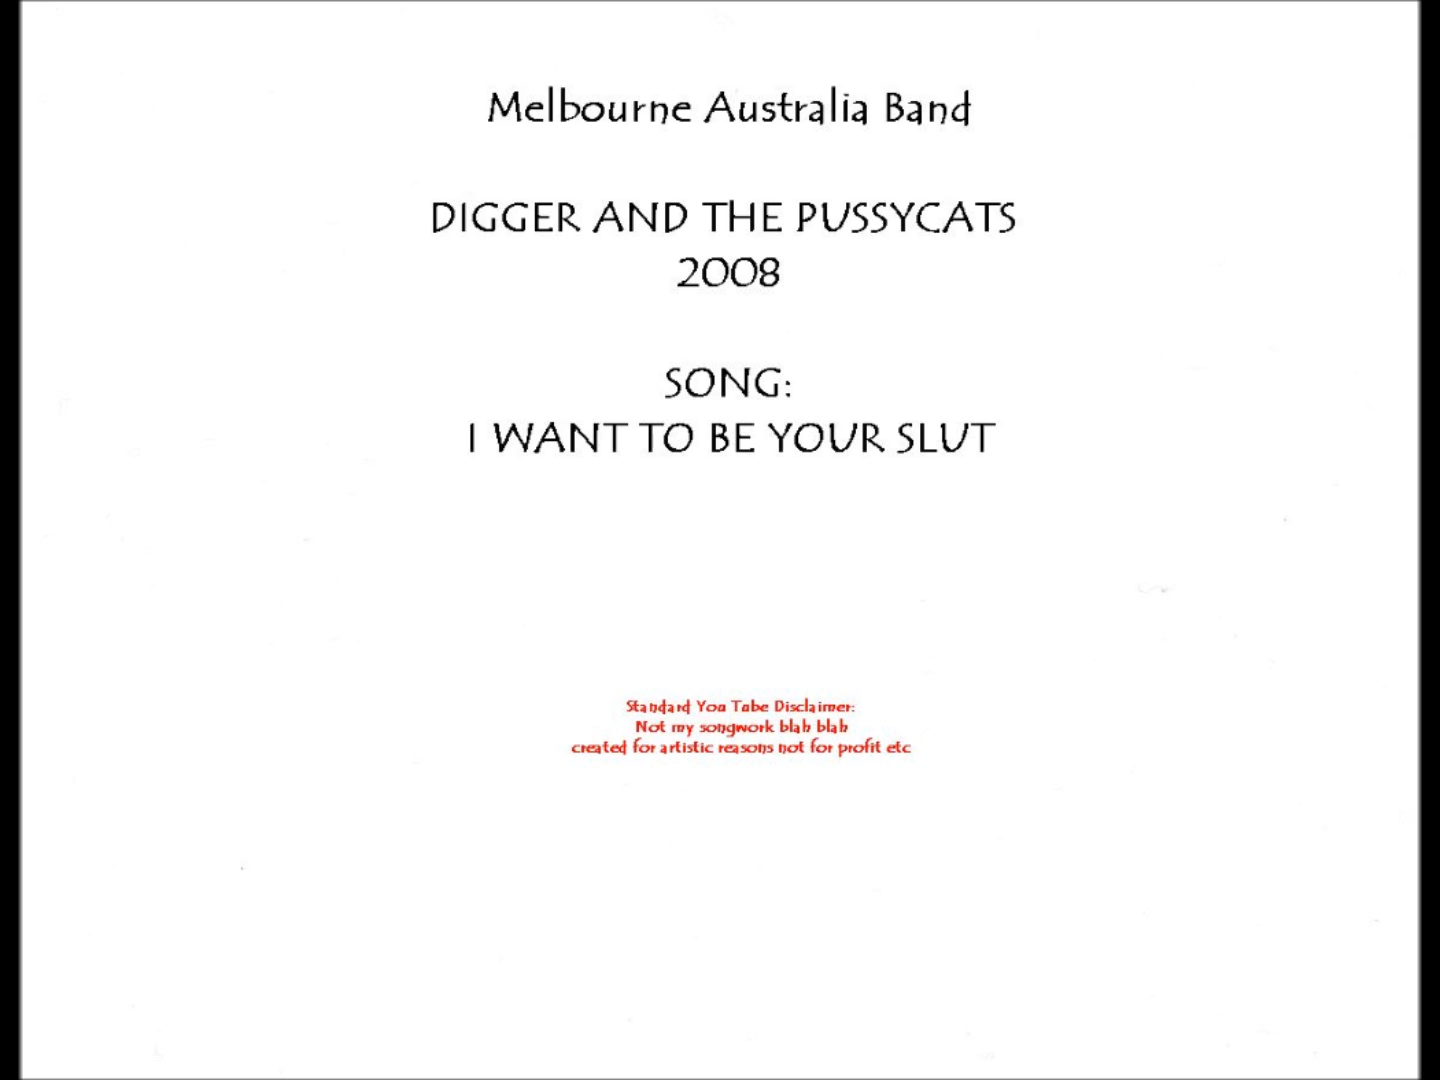 Melbourne Australia Band
DIGGER AND THE PUSSYCATS
2008
SONG:
I WANT TO BE YOUR SLUT
Standard You Tube Disclaimer:
Not my songwork blah blah
created for artistic reasons not for profit etc